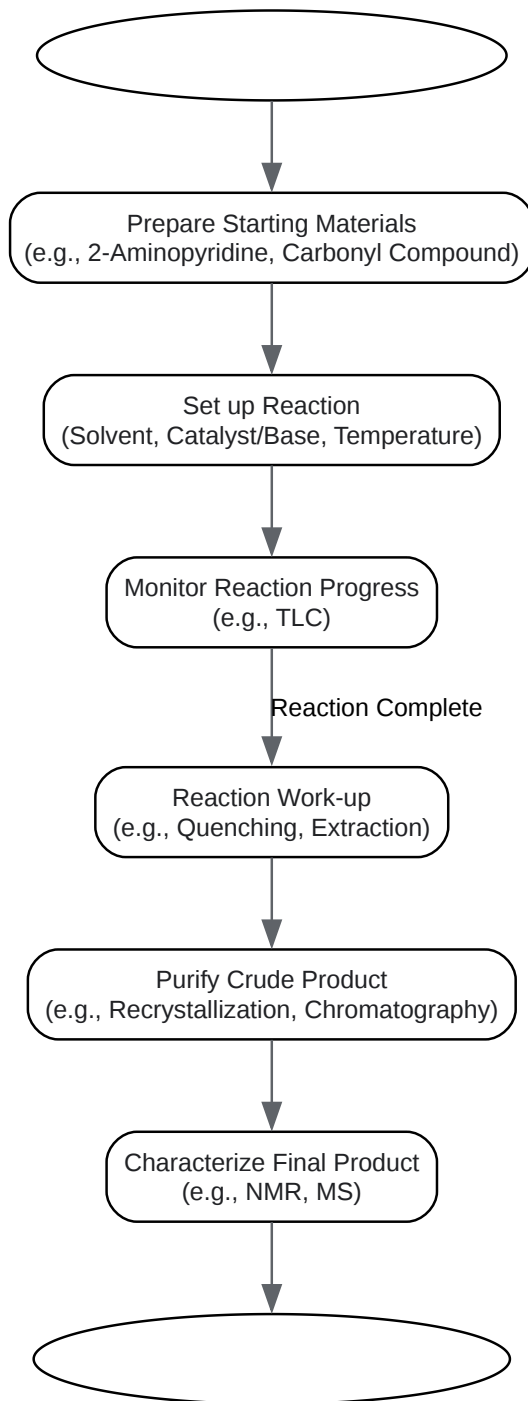 Prepare Starting Materials
(e.g., 2-Aminopyridine, Carbonyl Compound)
Set up Reaction
(Solvent, Catalyst/Base, Temperature)
Monitor Reaction Progress
(e.g., TLC)
Reaction Complete
Reaction Work-up
(e.g., Quenching, Extraction)
Purify Crude Product
(e.g., Recrystallization, Chromatography)
Characterize Final Product
(e.g., NMR, MS)